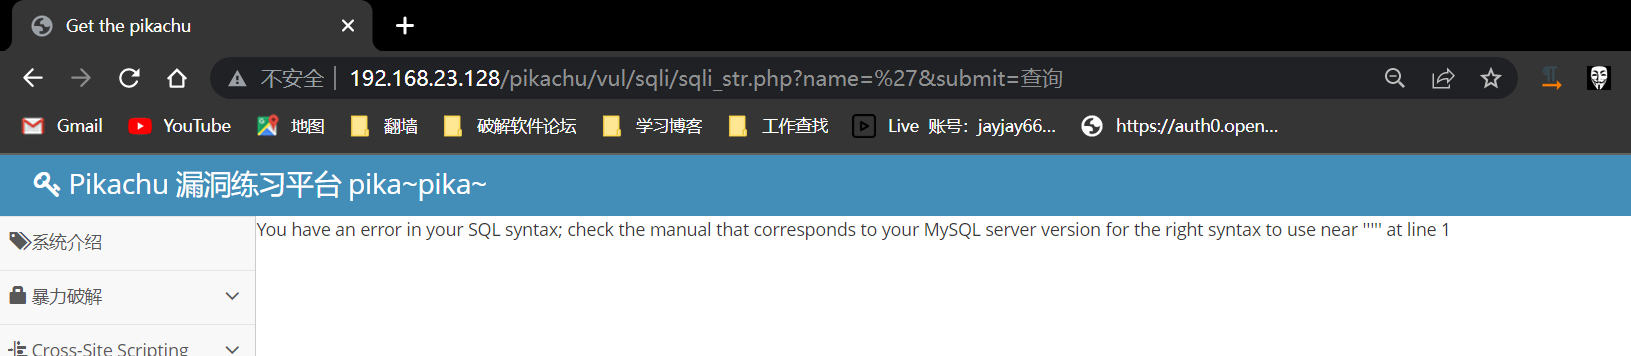 Get the pikachu
不安全 192.168.23.128/pikachu/vul/sqli/sqli_str.php?name=%27&submit=查询
Gmail YouTube 地图 翻墙 破解软件论坛 学习博客 工作查找 Live 账号：jayjay66... https://auth0.open...
Pikachu 漏洞练习平台 pika~pika~
系统介绍
You have an error in your SQL syntax; check the manual that corresponds to your MySQL server version for the right syntax to use near ''''' at line 1
暴力破解
Cross-Site Scripting